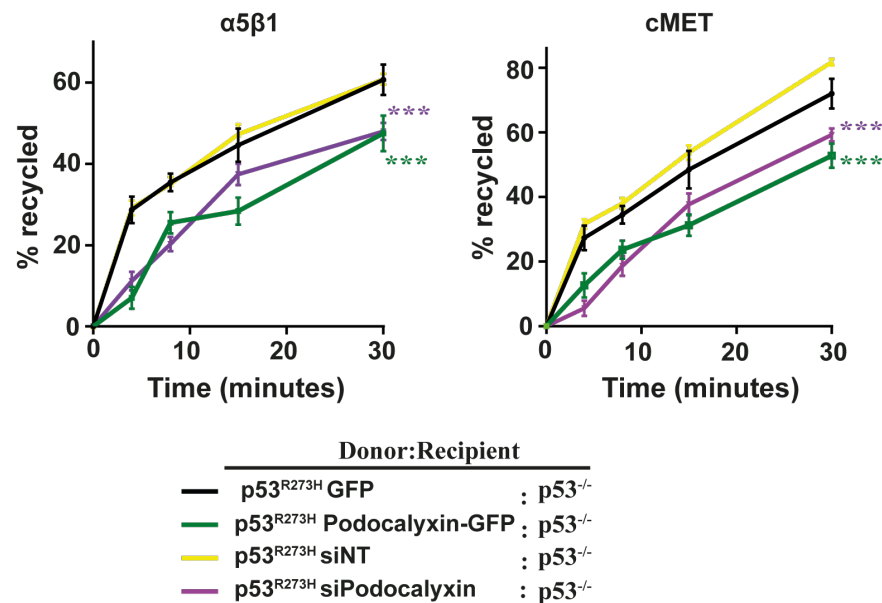 α5β1
% recycled
60
40
20
0
0 10 20 30
Time (minutes)
***
***
cMET
% recycled
80
60
40
20
0
0 10 20 30
Time (minutes)
***
***
Donor:Recipient
p53R273H GFP : p53-/-
p53R273H Podocalyxin-GFP : p53-/-
p53R273H siNT : p53-/-
p53R273H siPodocalyxin : p53-/-